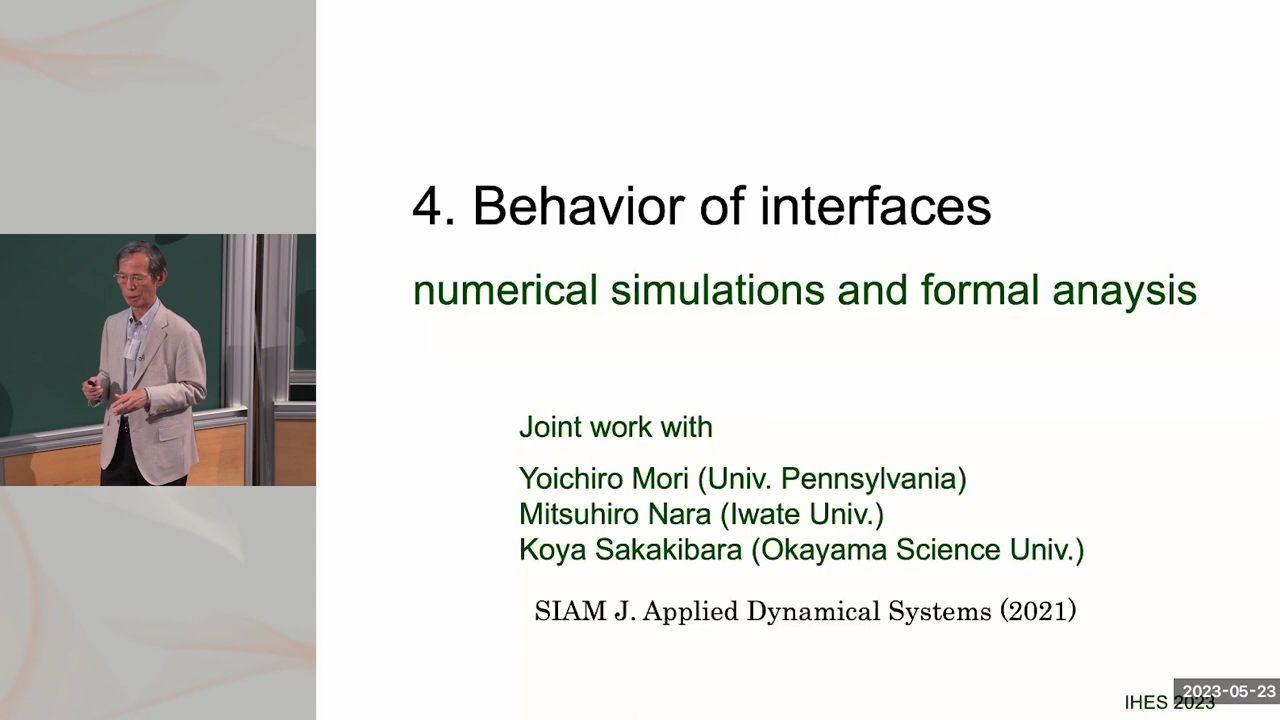 4. Behavior of interfaces
numerical simulations and formal anaysis
Joint work with
Yoichiro Mori (Univ. Pennsylvania)
Mitsuhiro Nara (Iwate Univ.)
Koya Sakakibara (Okayama Science Univ.)
SIAM J. Applied Dynamical Systems (2021)
2023-05-23
IHES 2023